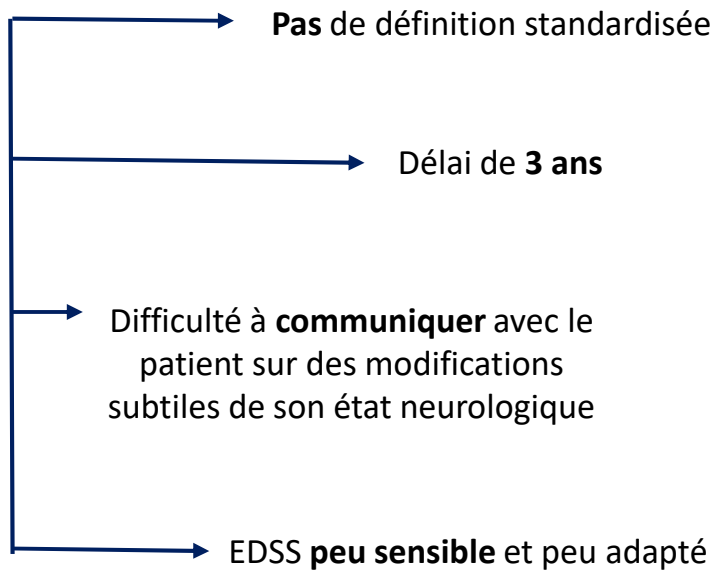 Pas de définition standardisée
Délai de 3 ans
Difficulté à communiquer avec le
patient sur des modifications
subtiles de son état neurologique
EDSS peu sensible et peu adapté